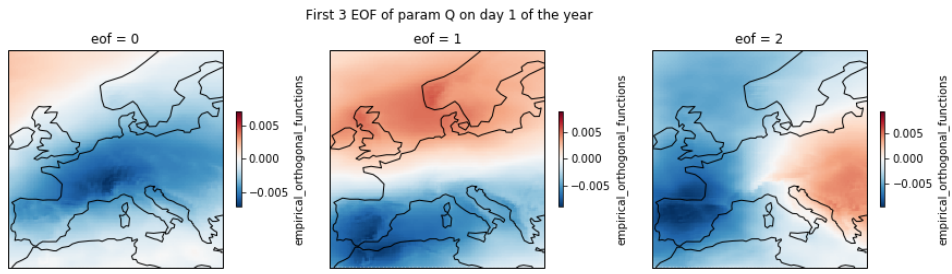 First 3 EOF of param Q on day 1 of the year
eof = 0
0.005
0.000
−0.005
empirical_orthogonal_functions
eof = 1
0.005
0.000
−0.005
empirical_orthogonal_functions
eof = 2
0.005
0.000
−0.005
empirical_orthogonal_functions